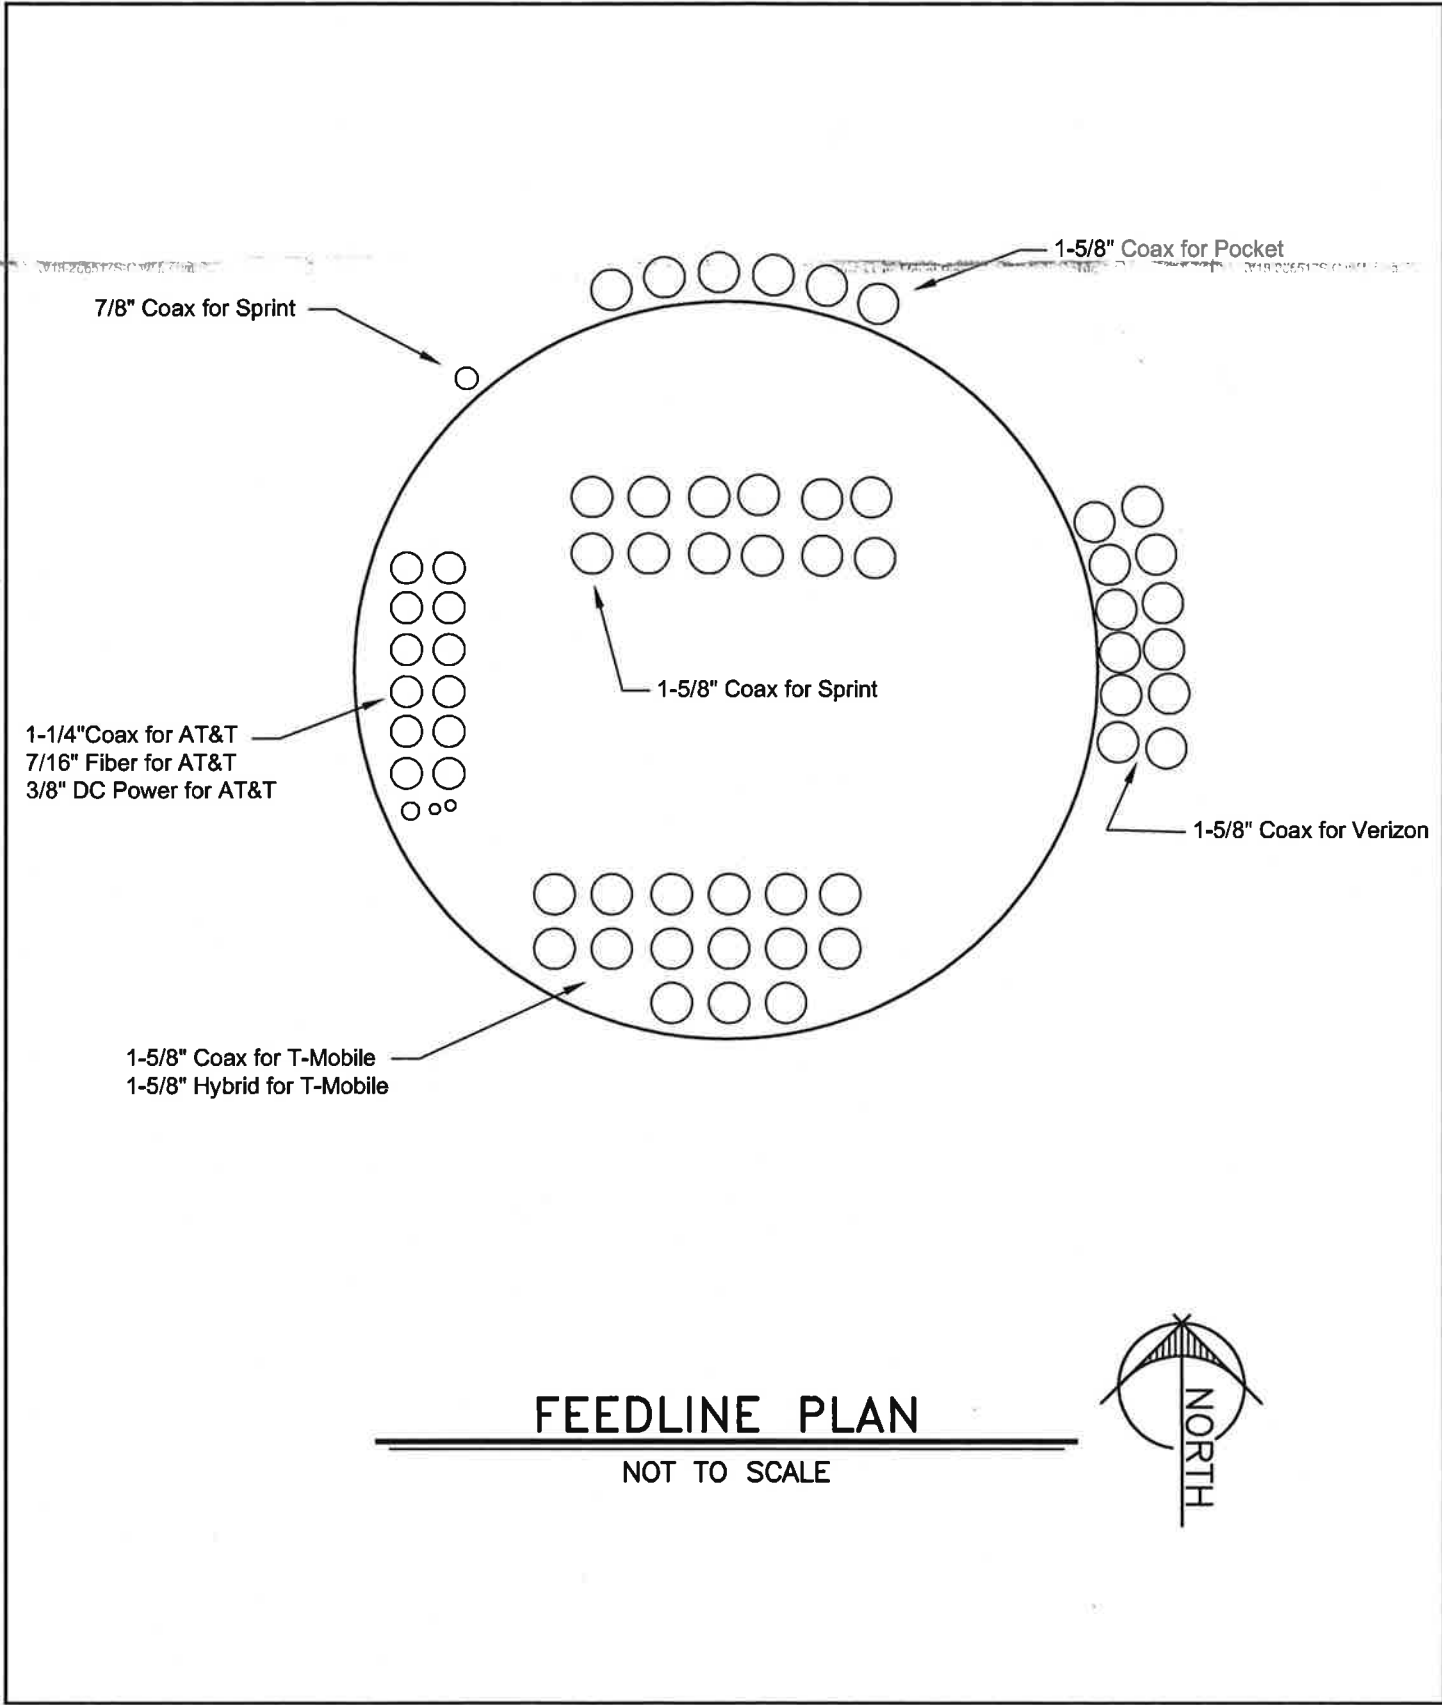 1-5/8" Coax for Pocket
7/8" Coax for Sprint
1-5/8" Coax for Sprint
1-1/4"Coax for AT&T
7/16" Fiber for AT&T
3/8" DC Power for AT&T
1-5/8" Coax for Verizon
1-5/8" Coax for T-Mobile
1-5/8" Hybrid for T-Mobile
FEEDLINE PLAN
NOT TO SCALE
NORTH